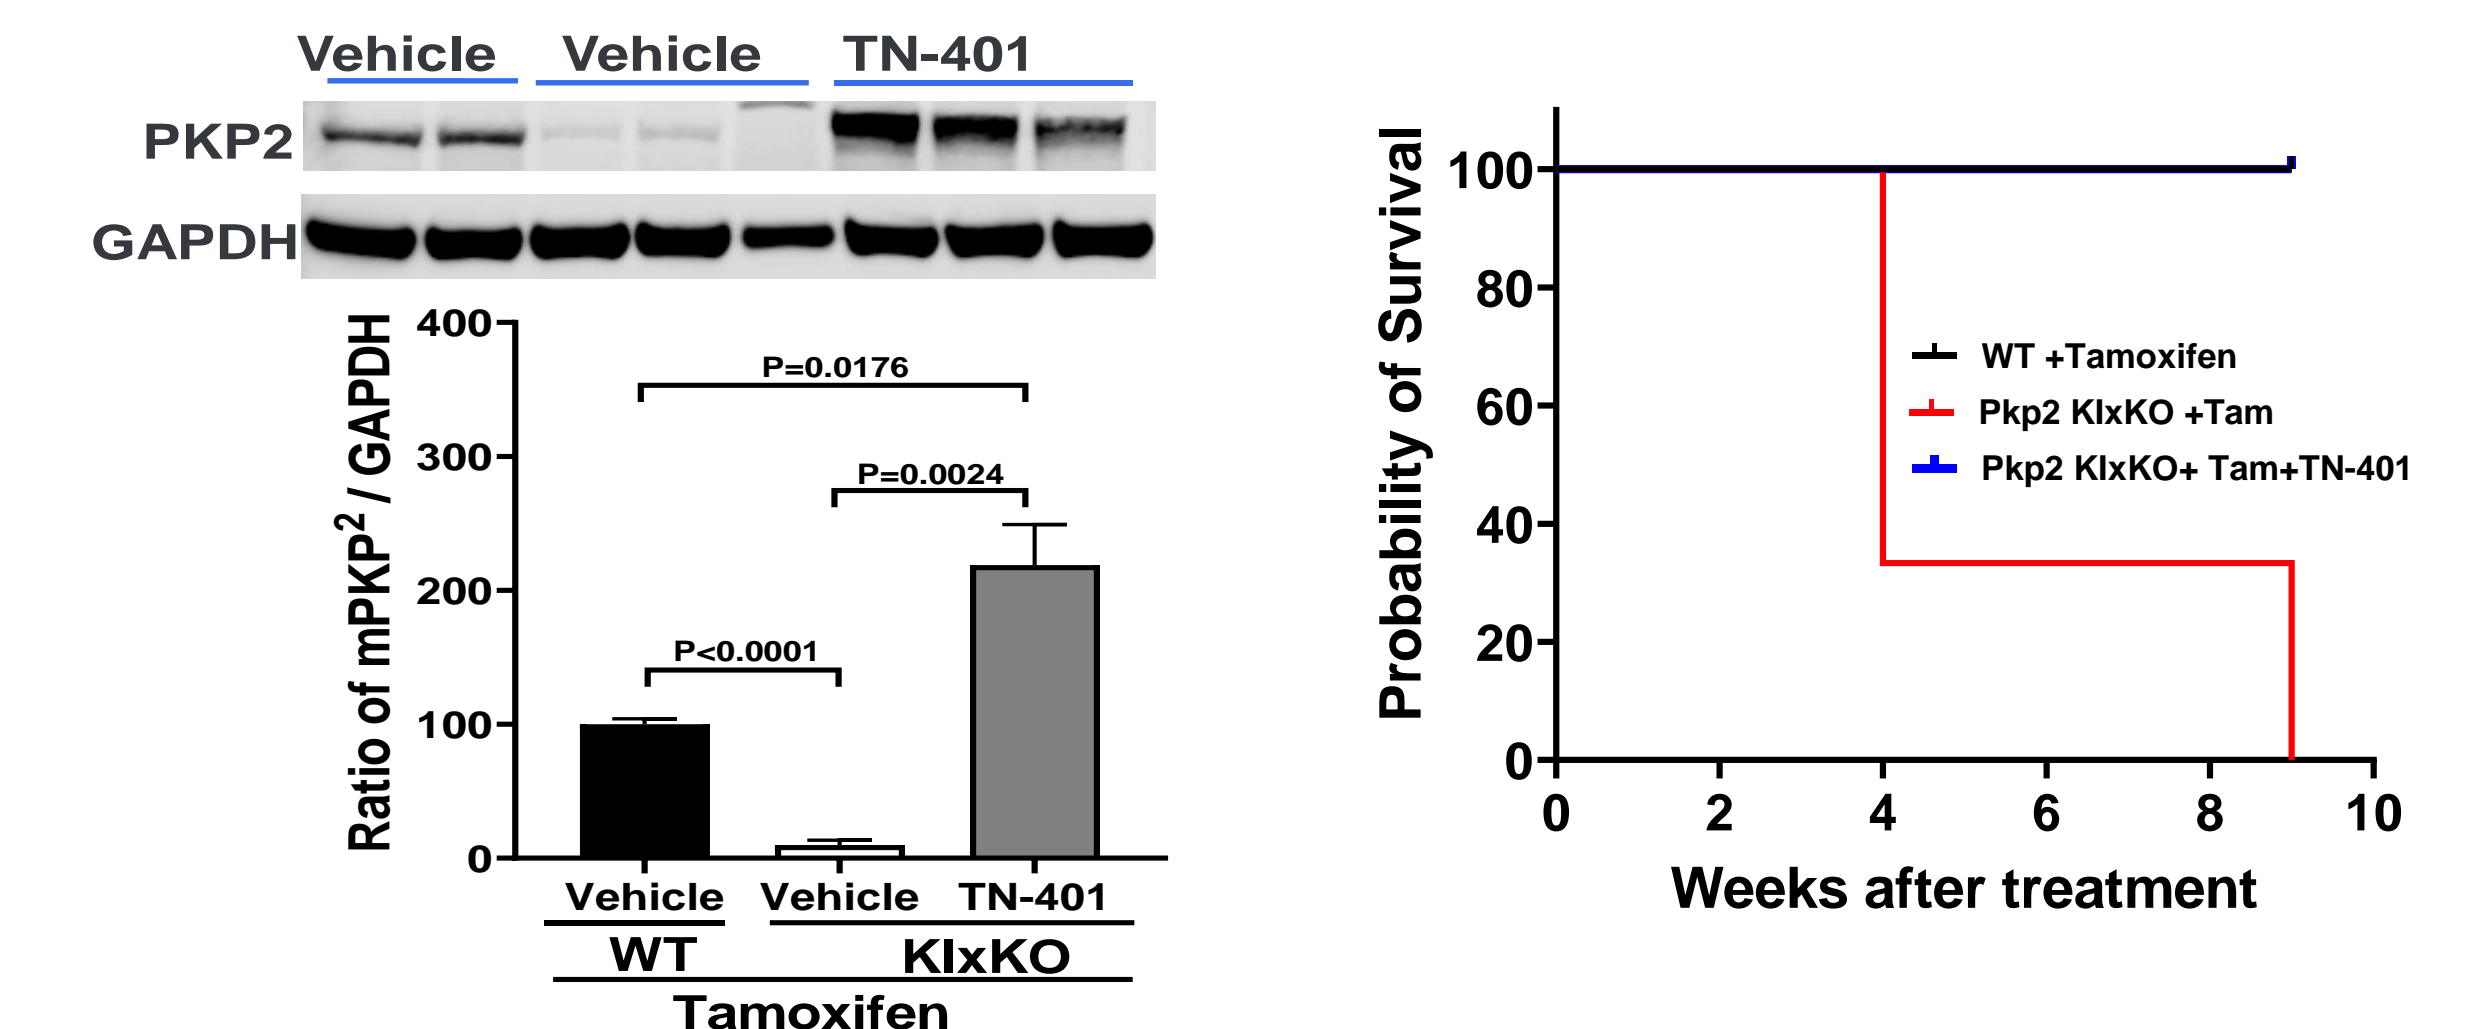 Vehicle Vehicle TN-401
PKP2
GAPDH
Ratio of mPKP² / GAPDH
400
300
200
100
0
P=0.0176
P=0.0024
P<0.0001
Vehicle Vehicle TN-401
WT KIxKO
Tamoxifen
Probability of Survival
100
80
60
40
20
0
WT +Tamoxifen
Pkp2 KIxKO +Tam
Pkp2 KIxKO+ Tam+TN-401
0 2 4 6 8 10
Weeks after treatment